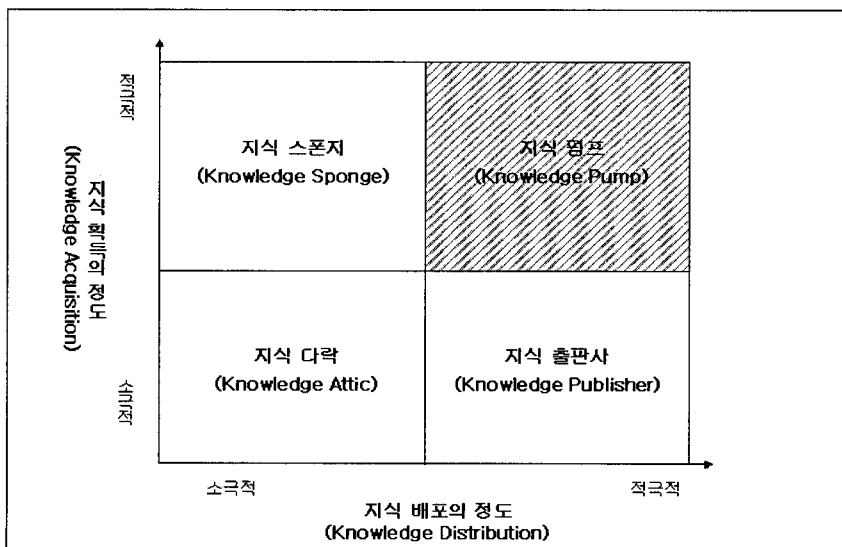 적극적
지식 스폰지
(Knowledge Sponge)
지식 펌프
(Knowledge Pump)
지식 획득의 정도
(Knowledge Acquisition)
지식 다락
(Knowledge Attic)
지식 출판사
(Knowledge Publisher)
소극적
소극적
적극적
지식 배포의 정도
(Knowledge Distribution)